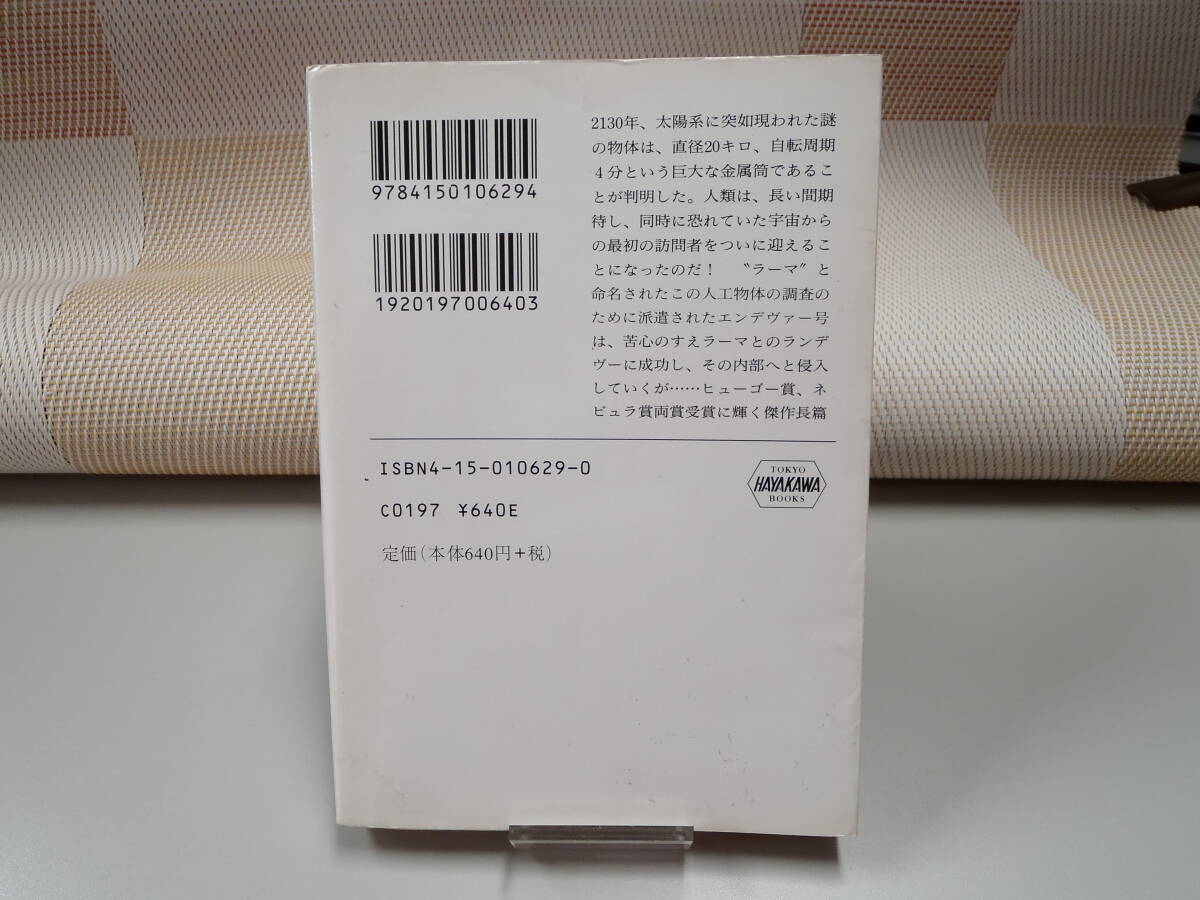 9784150106294
1920197006403
2130年、太陽系に突如現われた謎
の物体は、直径20キロ、自転周期
4分という巨大な金属筒であるこ
とが判明した。人類は、長い間期
待し、同時に恐れていた宇宙から
の最初の訪問者をついに迎えるこ
とになったのだ！　〝ラーマ〟と
命名されたこの人工物体の調査の
ために派遣されたエンデヴァー号
は、苦心のすえラーマとのランデ
ヴーに成功し、その内部へと侵入
していくが……ヒューゴー賞、ネ
ビュラ賞両賞受賞に輝く傑作長篇
ISBN4-15-010629-0
C0197 ¥640E
定価(本体640円+税)
TOKYO
HAYAKAWA
BOOKS